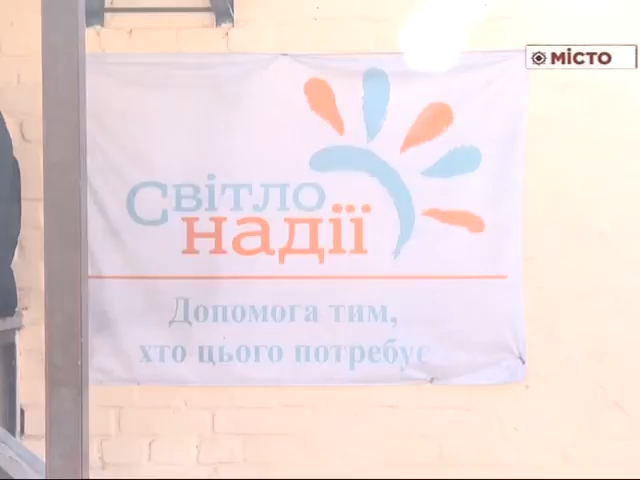 МІСТО
Світло
надії
Допомога тим,
хто цього потребує